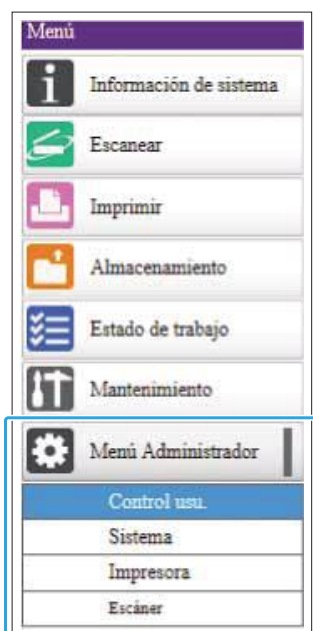 Menú
Información de sistema
Escanear
Imprimir
Almacenamiento
Estado de trabajo
Mantenimiento
Menú Administrador
Control usu.
Sistema
Impresora
Escáner